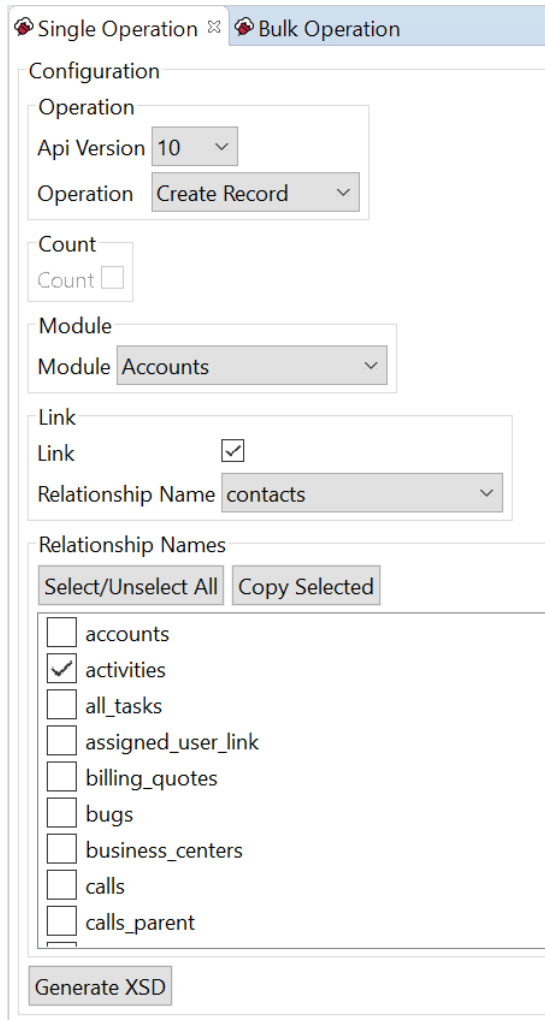 Single Operation Bulk Operation
Configuration
Operation
Api Version 10
Operation Create Record
Count
Count
Module
Module Accounts
Link
Link
Relationship Name contacts
Relationship Names
Select/Unselect All Copy Selected
accounts
activities
all_tasks
assigned_user_link
billing_quotes
bugs
business_centers
calls
calls_parent
Generate XSD